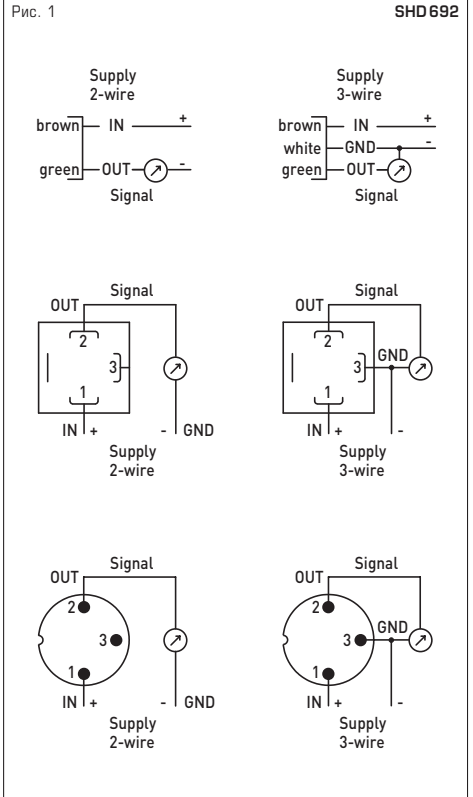 Рис. 1 SHD 692
Supply
2-wire
brown IN +
green OUT -
Signal
Supply
3-wire
brown IN +
white GND -
green OUT
Signal
OUT Signal
2
3
1
IN + - GND
Supply
2-wire
OUT Signal
2
3 GND
1
IN + -
Supply
3-wire
OUT Signal
2
3
1
IN + - GND
Supply
2-wire
OUT Signal
2
3 GND
1
IN + -
Supply
3-wire